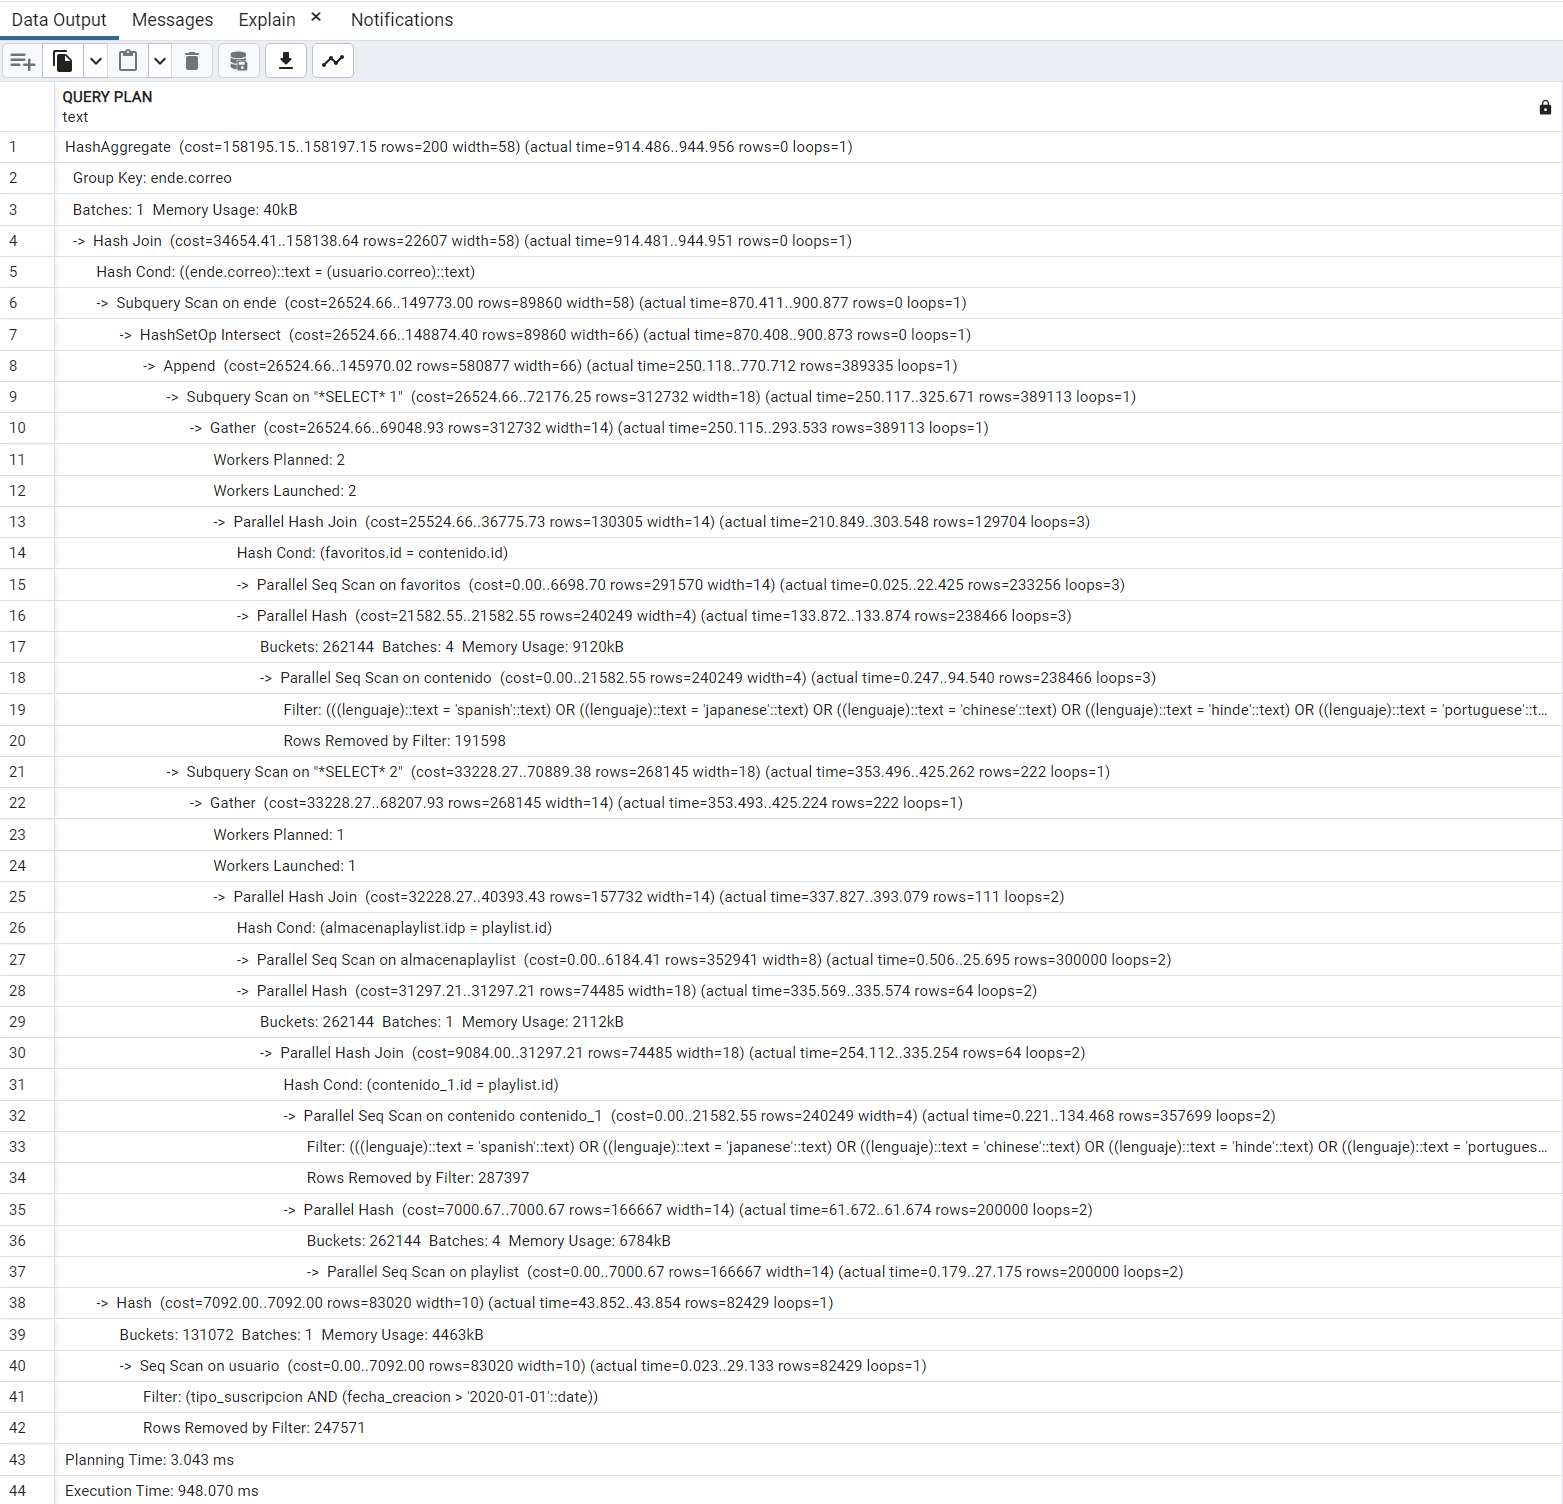 Data Output Messages Explain × Notifications
QUERY PLAN
text
1 HashAggregate (cost=158195.15..158197.15 rows=200 width=58) (actual time=914.486..944.956 rows=0 loops=1)
2 Group Key: ende.correo
3 Batches: 1 Memory Usage: 40kB
4 -> Hash Join (cost=34654.41..158138.64 rows=22607 width=58) (actual time=914.481..944.951 rows=0 loops=1)
5 Hash Cond: ((ende.correo)::text = (usuario.correo)::text)
6 -> Subquery Scan on ende (cost=26524.66..149773.00 rows=89860 width=58) (actual time=870.411..900.877 rows=0 loops=1)
7 -> HashSetOp Intersect (cost=26524.66..148874.40 rows=89860 width=66) (actual time=870.408..900.873 rows=0 loops=1)
8 -> Append (cost=26524.66..145970.02 rows=580877 width=66) (actual time=250.118..770.712 rows=389335 loops=1)
9 -> Subquery Scan on "*SELECT* 1" (cost=26524.66..72176.25 rows=312732 width=18) (actual time=250.117..325.671 rows=389113 loops=1)
10 -> Gather (cost=26524.66..69048.93 rows=312732 width=14) (actual time=250.115..293.533 rows=389113 loops=1)
11 Workers Planned: 2
12 Workers Launched: 2
13 -> Parallel Hash Join (cost=25524.66..36775.73 rows=130305 width=14) (actual time=210.849..303.548 rows=129704 loops=3)
14 Hash Cond: (favoritos.id = contenido.id)
15 -> Parallel Seq Scan on favoritos (cost=0.00..6698.70 rows=291570 width=14) (actual time=0.025..22.425 rows=233256 loops=3)
16 -> Parallel Hash (cost=21582.55..21582.55 rows=240249 width=4) (actual time=133.872..133.874 rows=238466 loops=3)
17 Buckets: 262144 Batches: 4 Memory Usage: 9120kB
18 -> Parallel Seq Scan on contenido (cost=0.00..21582.55 rows=240249 width=4) (actual time=0.247..94.540 rows=238466 loops=3)
19 Filter: (((lenguaje)::text = 'spanish'::text) OR ((lenguaje)::text = 'japanese'::text) OR ((lenguaje)::text = 'chinese'::text) OR ((lenguaje)::text = 'hinde'::text) OR ((lenguaje)::text = 'portuguese'::t...
20 Rows Removed by Filter: 191598
21 -> Subquery Scan on "*SELECT* 2" (cost=33228.27..70889.38 rows=268145 width=18) (actual time=353.496..425.262 rows=222 loops=1)
22 -> Gather (cost=33228.27..68207.93 rows=268145 width=14) (actual time=353.493..425.224 rows=222 loops=1)
23 Workers Planned: 1
24 Workers Launched: 1
25 -> Parallel Hash Join (cost=32228.27..40393.43 rows=157732 width=14) (actual time=337.827..393.079 rows=111 loops=2)
26 Hash Cond: (almacenaplaylist.idp = playlist.id)
27 -> Parallel Seq Scan on almacenaplaylist (cost=0.00..6184.41 rows=352941 width=8) (actual time=0.506..25.695 rows=300000 loops=2)
28 -> Parallel Hash (cost=31297.21..31297.21 rows=74485 width=18) (actual time=335.569..335.574 rows=64 loops=2)
29 Buckets: 262144 Batches: 1 Memory Usage: 2112kB
30 -> Parallel Hash Join (cost=9084.00..31297.21 rows=74485 width=18) (actual time=254.112..335.254 rows=64 loops=2)
31 Hash Cond: (contenido_1.id = playlist.id)
32 -> Parallel Seq Scan on contenido contenido_1 (cost=0.00..21582.55 rows=240249 width=4) (actual time=0.221..134.468 rows=357699 loops=2)
33 Filter: (((lenguaje)::text = 'spanish'::text) OR ((lenguaje)::text = 'japanese'::text) OR ((lenguaje)::text = 'chinese'::text) OR ((lenguaje)::text = 'hinde'::text) OR ((lenguaje)::text = 'portugues...
34 Rows Removed by Filter: 287397
35 -> Parallel Hash (cost=7000.67..7000.67 rows=166667 width=14) (actual time=61.672..61.674 rows=200000 loops=2)
36 Buckets: 262144 Batches: 4 Memory Usage: 6784kB
37 -> Parallel Seq Scan on playlist (cost=0.00..7000.67 rows=166667 width=14) (actual time=0.179..27.175 rows=200000 loops=2)
38 -> Hash (cost=7092.00..7092.00 rows=83020 width=10) (actual time=43.852..43.854 rows=82429 loops=1)
39 Buckets: 131072 Batches: 1 Memory Usage: 4463kB
40 -> Seq Scan on usuario (cost=0.00..7092.00 rows=83020 width=10) (actual time=0.023..29.133 rows=82429 loops=1)
41 Filter: (tipo_suscripcion AND (fecha_creacion > '2020-01-01'::date))
42 Rows Removed by Filter: 247571
43 Planning Time: 3.043 ms
44 Execution Time: 948.070 ms